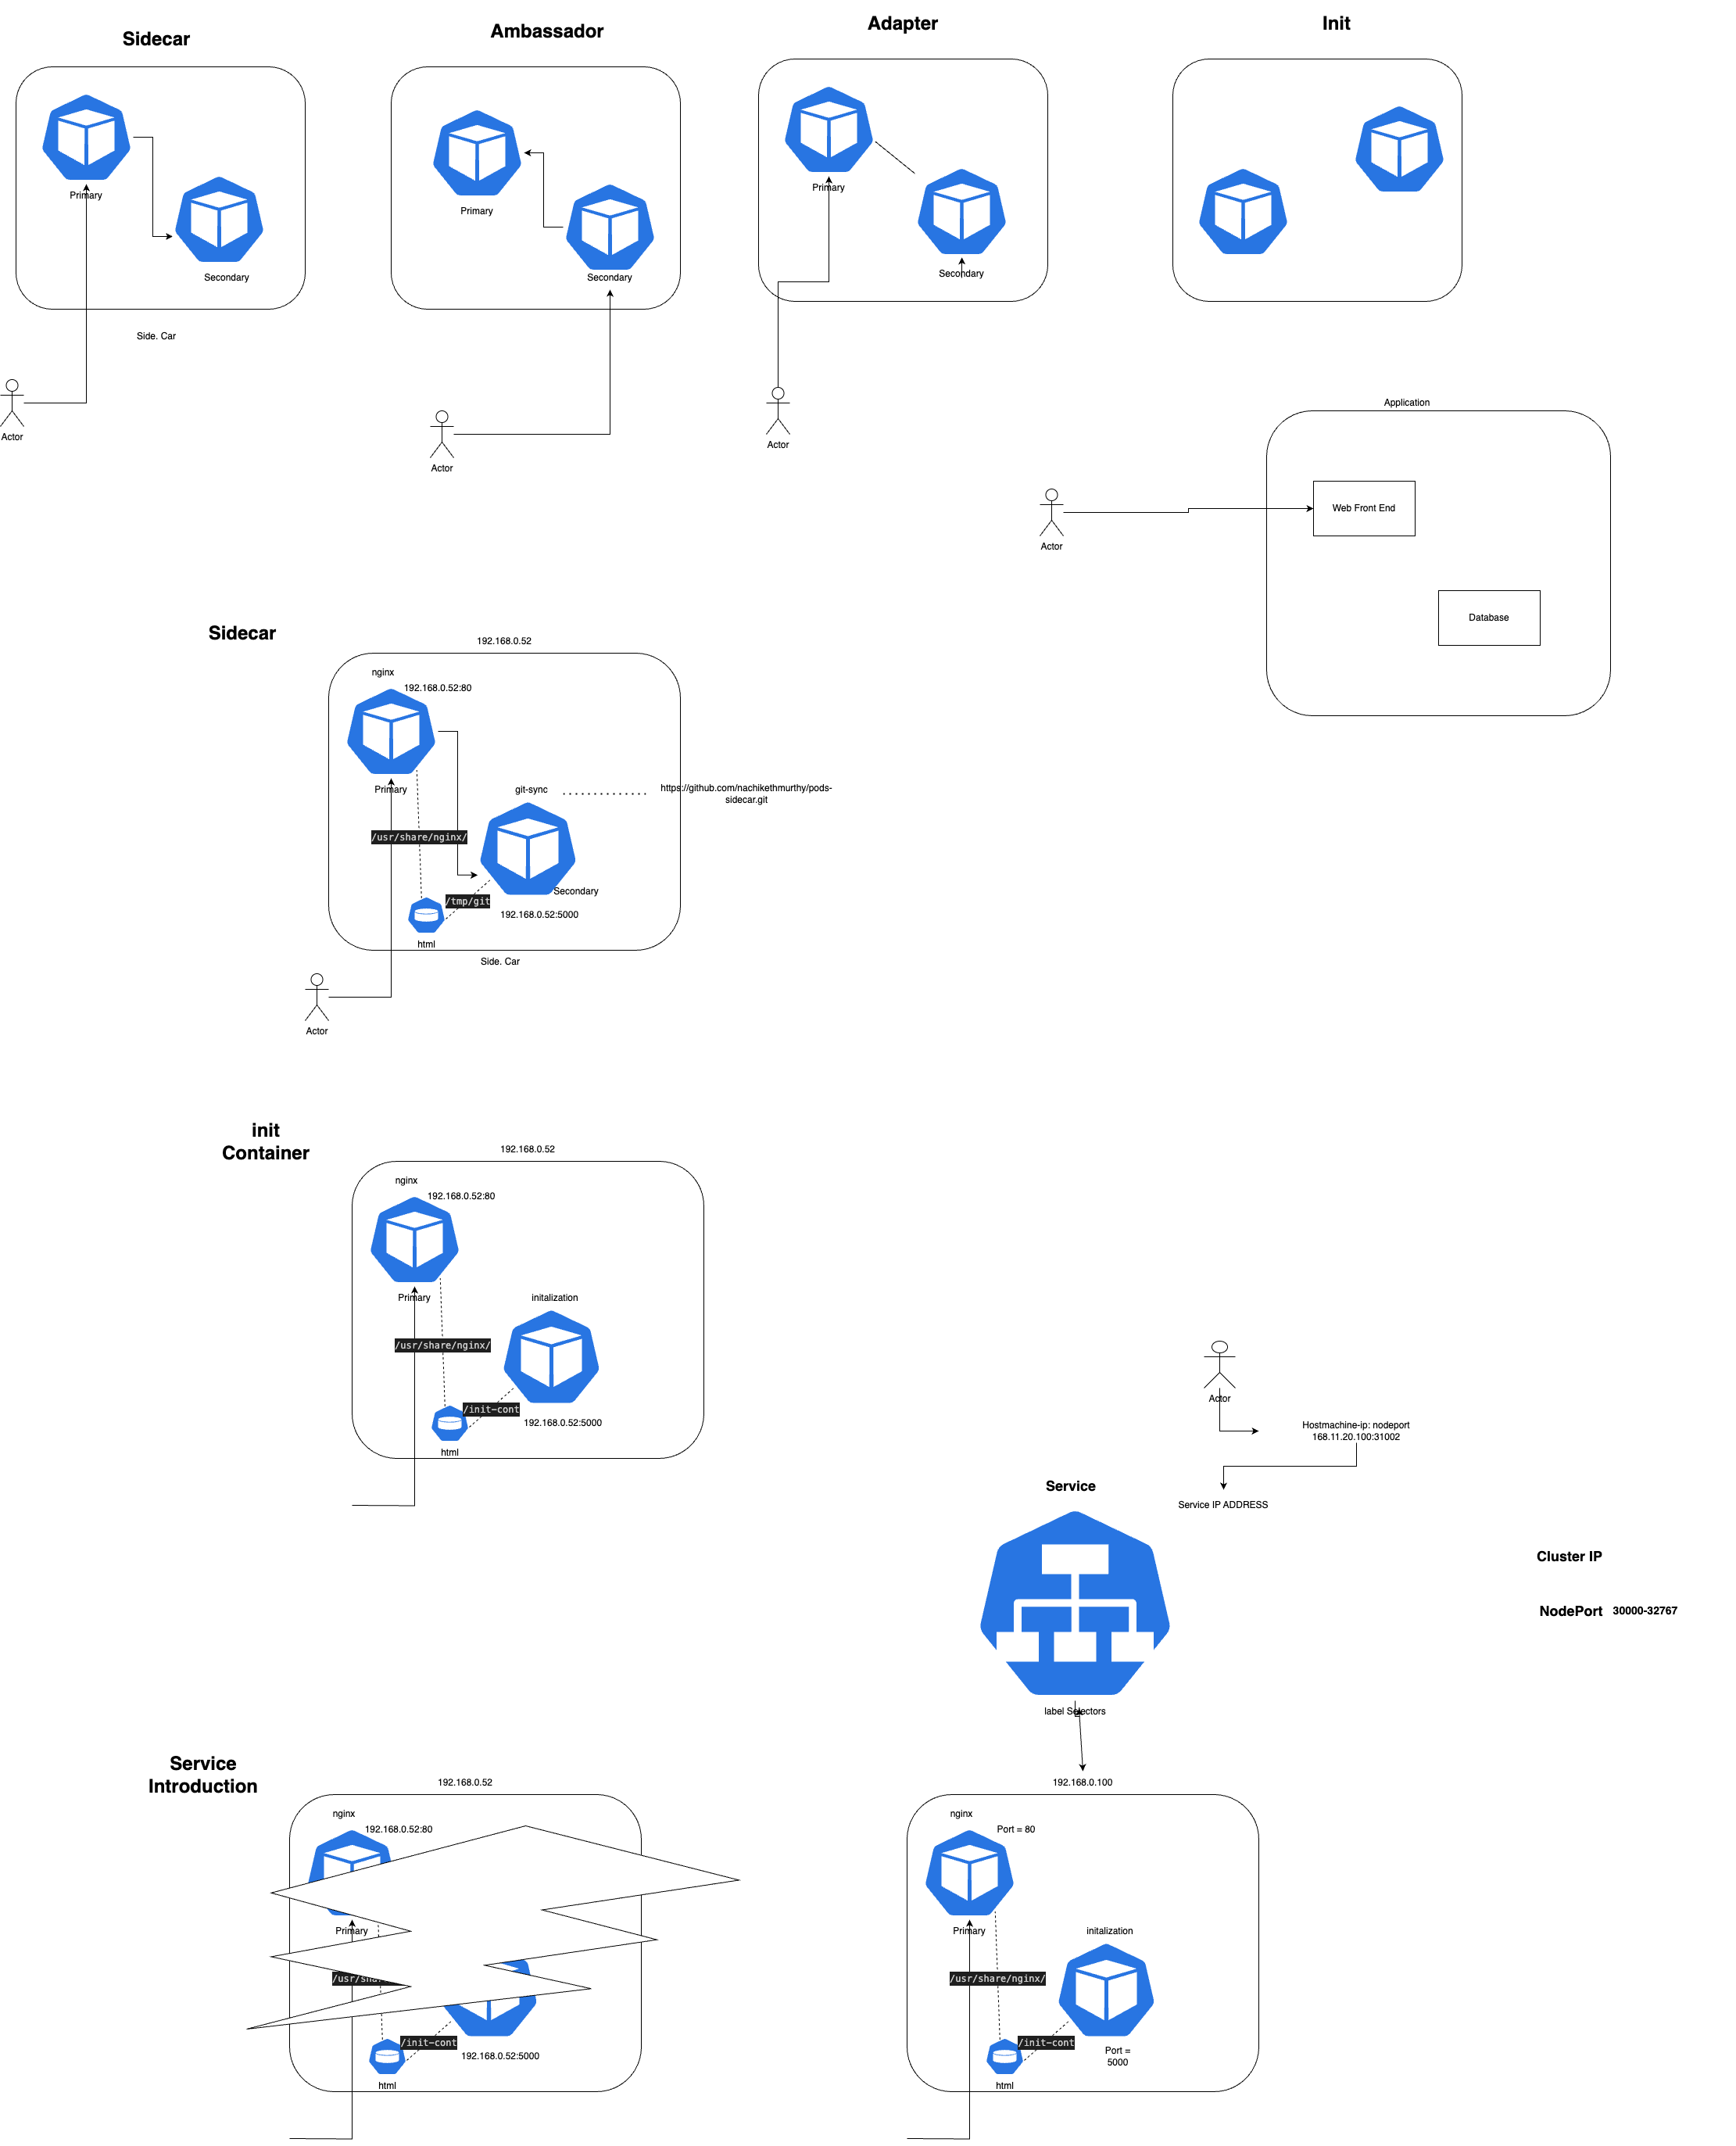 Sidecar
Ambassador
Adapter
Init
Primary
Secondary
Side. Car
Actor
Primary
Secondary
Actor
Primary
Secondary
Actor
Application
Web Front End
Database
Actor
Sidecar
192.168.0.52
nginx
192.168.0.52:80
Primary
git-sync
https://github.com/nachikethmurthy/pods-
sidecar.git
/usr/share/nginx/
Secondary
/tmp/git
192.168.0.52:5000
html
Side. Car
Actor
init
Container
192.168.0.52
nginx
192.168.0.52:80
Primary
initalization
/usr/share/nginx/
/init-cont
192.168.0.52:5000
html
Actor
Hostmachine-ip: nodeport
168.11.20.100:31002
Service
Service IP ADDRESS
Cluster IP
NodePort
30000-32767
label Selectors
Service
Introduction
192.168.0.52
nginx
192.168.0.52:80
Primary
/init-cont
192.168.0.52:5000
html
192.168.0.100
nginx
Port = 80
Primary
initalization
/usr/share/nginx/
/init-cont
Port =
5000
html